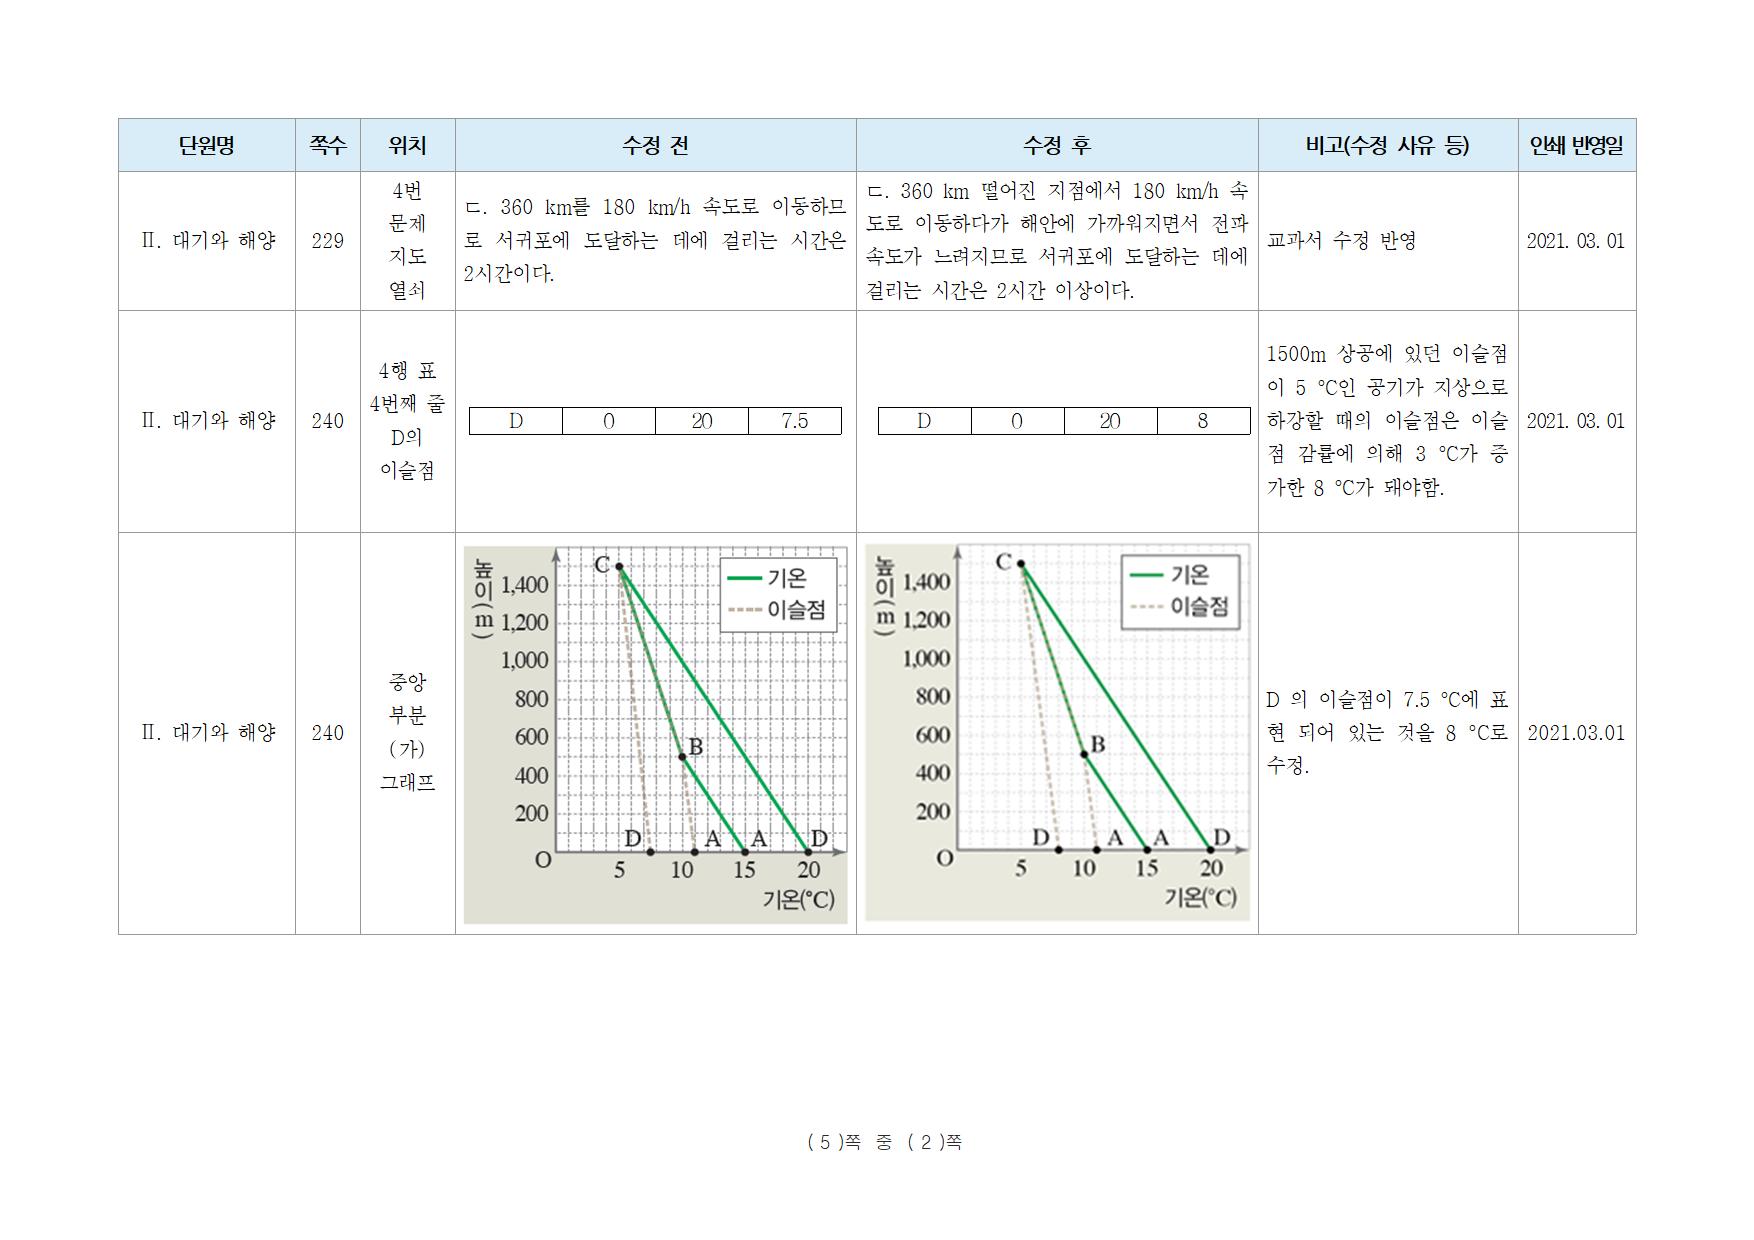 단원명 쪽수 위치 수정 전 수정 후 비고(수정 사유 등) 인쇄 반영일
Ⅱ. 대기와 해양
229
4번
문제
지도
열쇠
ㄷ. 360 km를 180 km/h 속도로 이동하므
로 서귀포에 도달하는 데에 걸리는 시간은
2시간이다.
ㄷ. 360 km 떨어진 지점에서 180 km/h 속
도로 이동하다가 해안에 가까워지면서 전파
속도가 느려지므로 서귀포에 도달하는 데에
걸리는 시간은 2시간 이상이다.
교과서 수정 반영
2021. 03. 01
Ⅱ. 대기와 해양
240
4행 표
4번째 줄
D의
이슬점
D 0 20 7.5
D 0 20 8
1500m 상공에 있던 이슬점
이 5 ℃인 공기가 지상으로
하강할 때의 이슬점은 이슬
점 감률에 의해 3 ℃가 증
가한 8 ℃가 돼야함.
2021. 03. 01
Ⅱ. 대기와 해양
240
중앙
부분
(가)
그래프
높이(m)
C
기온
이슬점
1,400
1,200
1,000
800
600
400
200
B
D A A D
O
5 10 15 20
기온(℃)
높이(m)
C
기온
이슬점
1,400
1,200
1,000
800
600
400
200
B
D A A D
O
5 10 15 20
기온(℃)
D 의 이슬점이 7.5 ℃에 표
현 되어 있는 것을 8 ℃로
수정.
2021.03.01
( 5 )쪽 중 ( 2 )쪽